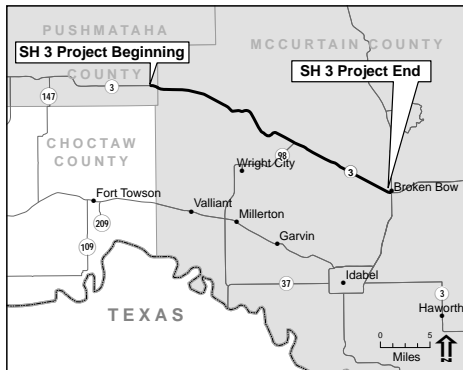 PUSHMATAHA
COUNTY
MCCURTAIN COUNTY
SH 3 Project Beginning
SH 3 Project End
3
147
CHOCTAW
COUNTY
98
Wright City
3
Broken Bow
Fort Towson
Valliant
Millerton
209
109
Garvin
37
Idabel
3
Haworth
TEXAS
0
5
Miles
N